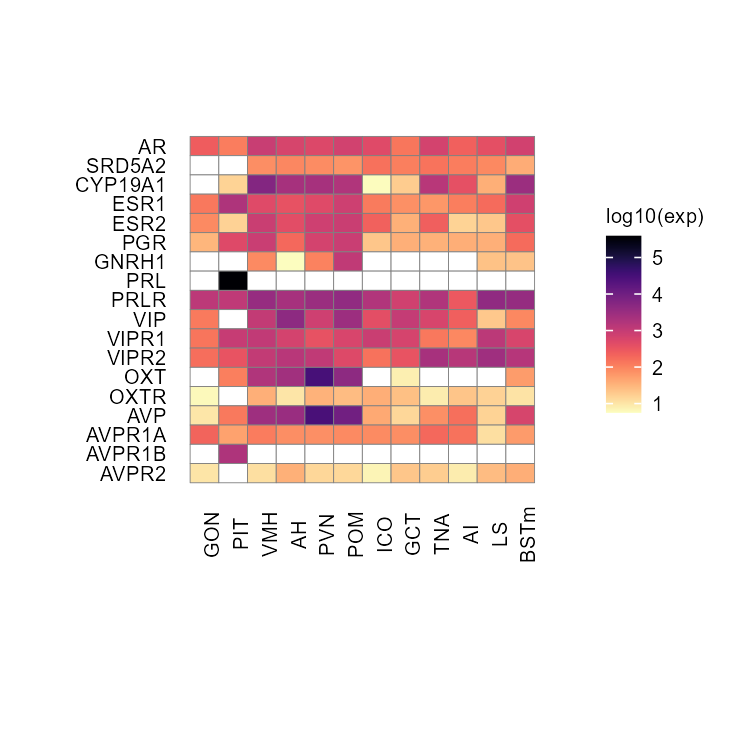 AR
SRD5A2
CYP19A1
ESR1
ESR2
PGR
GNRH1
PRL
PRLR
VIP
VIPR1
VIPR2
OXT
OXTR
AVP
AVPR1A
AVPR1B
AVPR2
GON
PIT
VMH
AH
PVN
POM
ICO
GCT
TNA
AI
LS
BSTm
log10(exp)
5
4
3
2
1